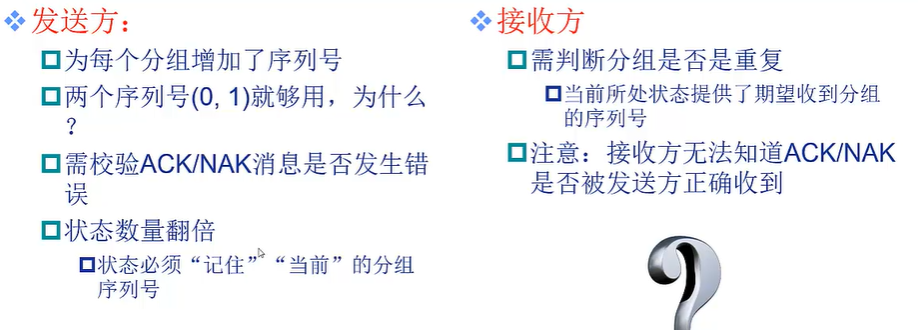 发送方：
为每个分组增加了序列号
两个序列号(0, 1)就够用，为什么
？
需校验ACK/NAK消息是否发生错
误
状态数量翻倍
状态必须“记住”“当前”的分组
序列号
接收方
需判断分组是否是重复
当前所处状态提供了期望收到分组
的序列号
注意：接收方无法知道ACK/NAK
是否被发送方正确收到